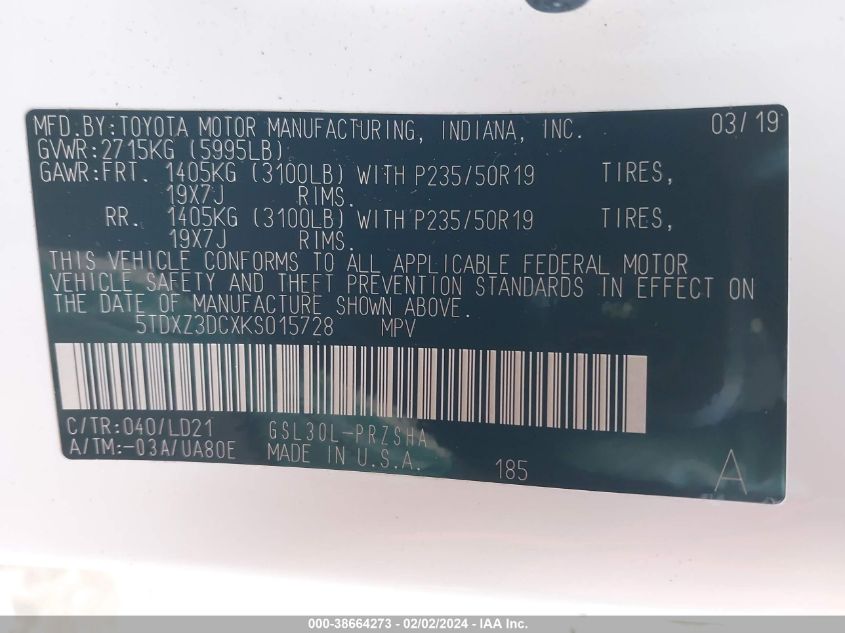 MFD.BY:TOYOTA MOTOR MANUFACTURING, INDIANA, INC. 03/19
GVWR:2715KG (5995LB)
GAWR:FRT. 1405KG (3100LB) WITH P235/50R19 TIRES,
19X7J RIMS.
RR. 1405KG (3100LB) WITH P235/50R19 TIRES,
19X7J RIMS.
THIS VEHICLE CONFORMS TO ALL APPLICABLE FEDERAL MOTOR
VEHICLE SAFETY AND THEFT PREVENTION STANDARDS IN EFFECT ON
THE DATE OF MANUFACTURE SHOWN ABOVE.
5TDXZ3DCXKS015728 MPV
C/TR:040/LD21 GSL30L-PRZSHA
A/TM:-03A/UA80E MADE IN U.S.A. 185 A
000-38664273 - 02/02/2024 - IAA Inc.